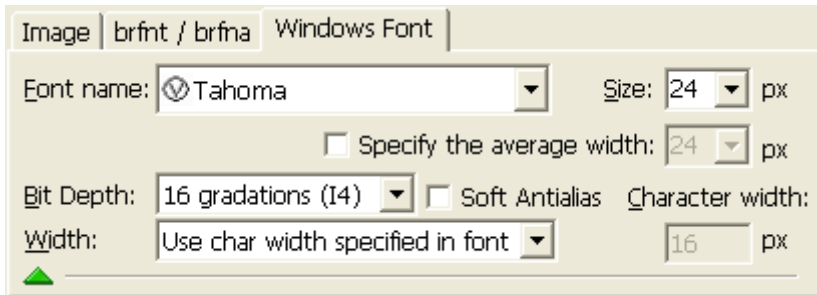 Image brfnt / brfna Windows Font
Font name: Tahoma Size: 24 px
Specify the average width: 24 px
Bit Depth: 16 gradations (I4) Soft Antialias Character width:
Width: Use char width specified in font 16 px